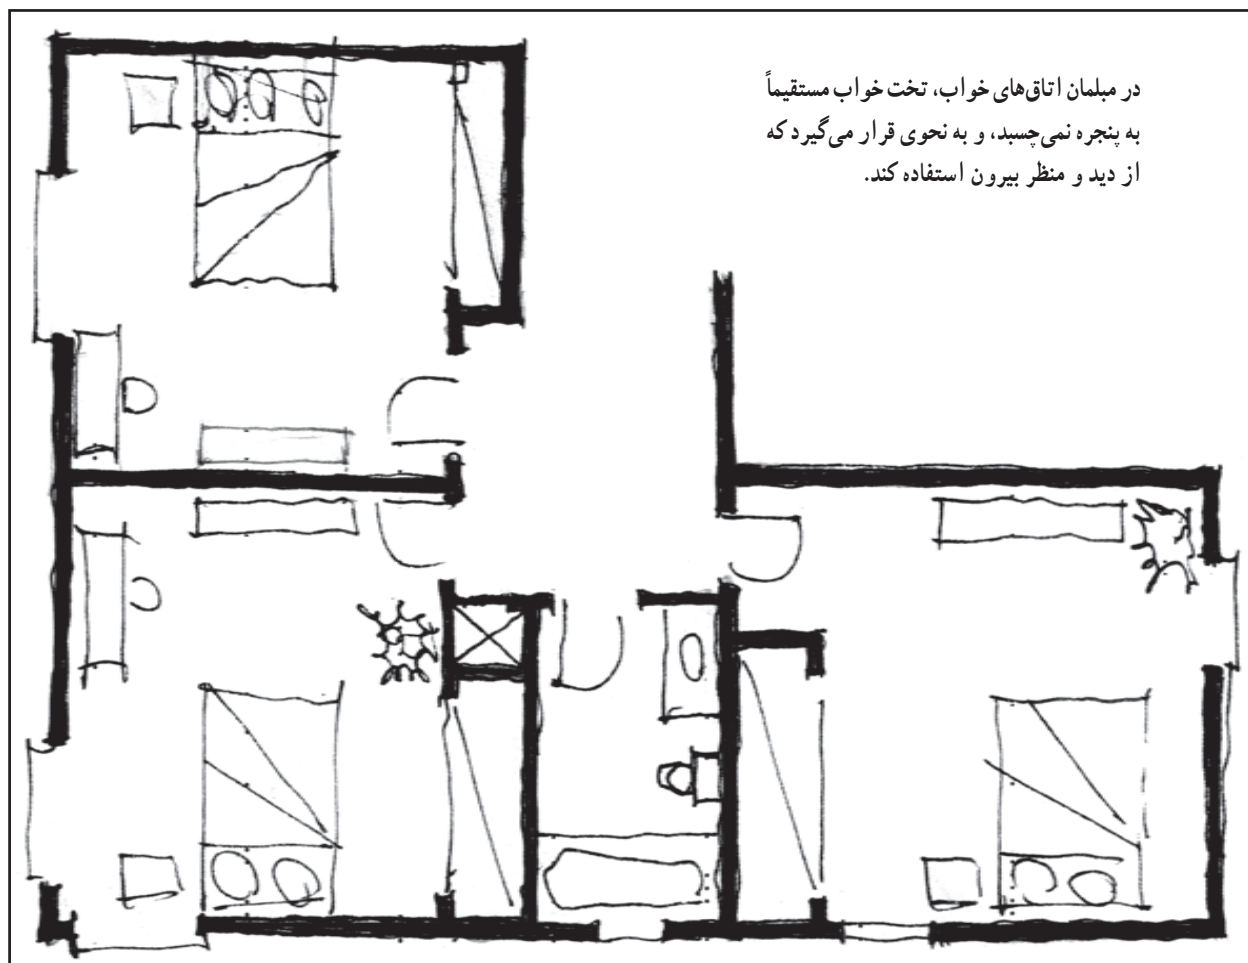 در مبلمان اتاق‌های خواب، تخت خواب مستقیماً
به پنجره نمی‌چسبد، و به نحوی قرار می‌گیرد که
از دید و منظر بیرون استفاده کند.